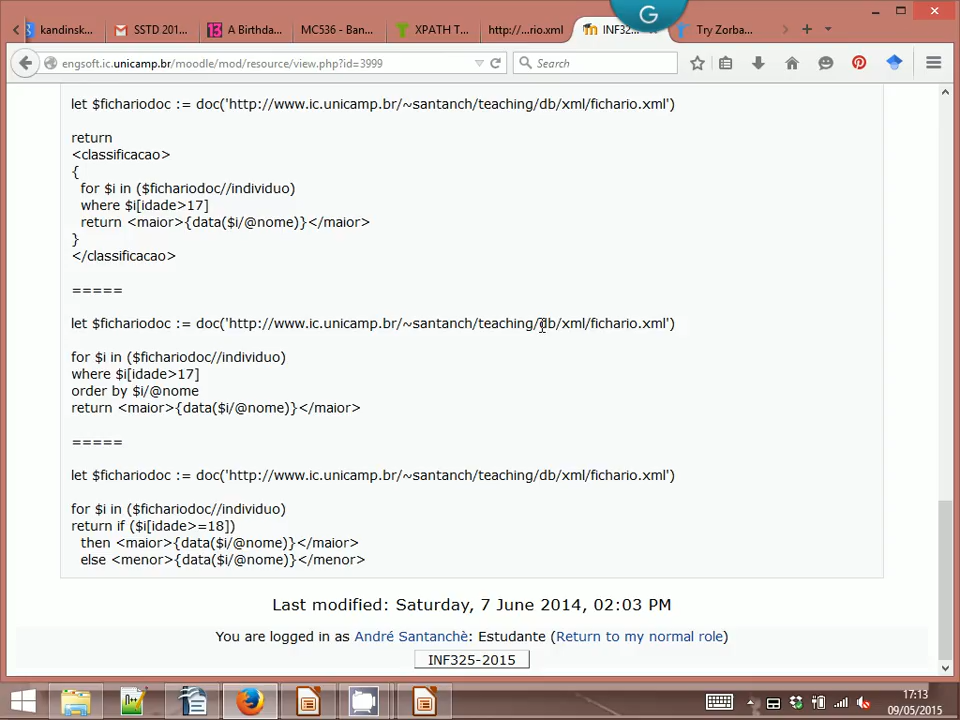 kandinsk...
SSTD 201...
A Birthda...
MC536 - Ban...
XPATH T...
http:/...rio.xml
INF32...
Try Zorba...
G
engsoft.ic.unicamp.br/moodle/mod/resource/view.php?id=3999
Search
let $fichariodoc := doc('http://www.ic.unicamp.br/~santanch/teaching/db/xml/fichario.xml')
return
<classificacao>
{
for $i in ($fichariodoc//individuo)
where $i[idade>17]
return <maior>{data($i/@nome)}</maior>
}
</classificacao>
=====
let $fichariodoc := doc('http://www.ic.unicamp.br/~santanch/teaching/db/xml/fichario.xml')
for $i in ($fichariodoc//individuo)
where $i[idade>17]
order by $i/@nome
return <maior>{data($i/@nome)}</maior>
=====
let $fichariodoc := doc('http://www.ic.unicamp.br/~santanch/teaching/db/xml/fichario.xml')
for $i in ($fichariodoc//individuo)
return if ($i[idade>=18])
then <maior>{data($i/@nome)}</maior>
else <menor>{data($i/@nome)}</menor>
Last modified: Saturday, 7 June 2014, 02:03 PM
You are logged in as André Santanchè: Estudante (Return to my normal role)
INF325-2015
17:13
09/05/2015